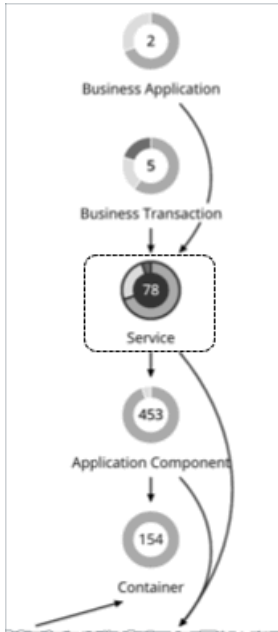 2
Business Application
5
Business Transaction
78
Service
453
Application Component
154
Container